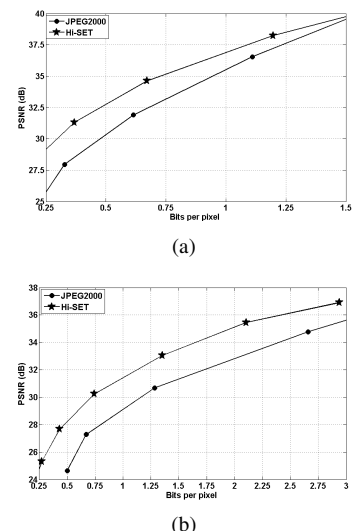 40
JPEG2000
Hi-SET
37.5
35
32.5
30
27.5
25
PSNR (dB)
0.25 0.5 0.75 1 1.25 1.5
Bits per pixel
(a)
38
JPEG2000
Hi-SET
36
34
32
30
28
26
24
PSNR (dB)
0.25 0.5 0.75 1 1.25 1.5 1.75 2 2.25 2.5 2.75 3
Bits per pixel
(b)